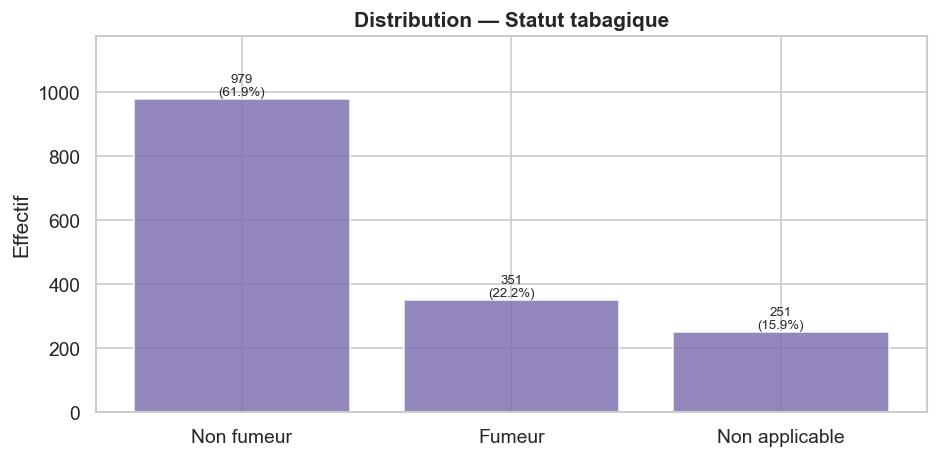 Distribution — Statut tabagique
Effectif
1000
800
600
400
200
0
979
(61.9%)
351
(22.2%)
251
(15.9%)
Non fumeur
Fumeur
Non applicable